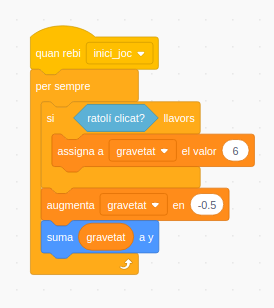 quan rebi inici_joc
per sempre
si ratolí clicat? llavors
assigna a gravetat el valor 6
augmenta gravetat en -0.5
suma gravetat a y